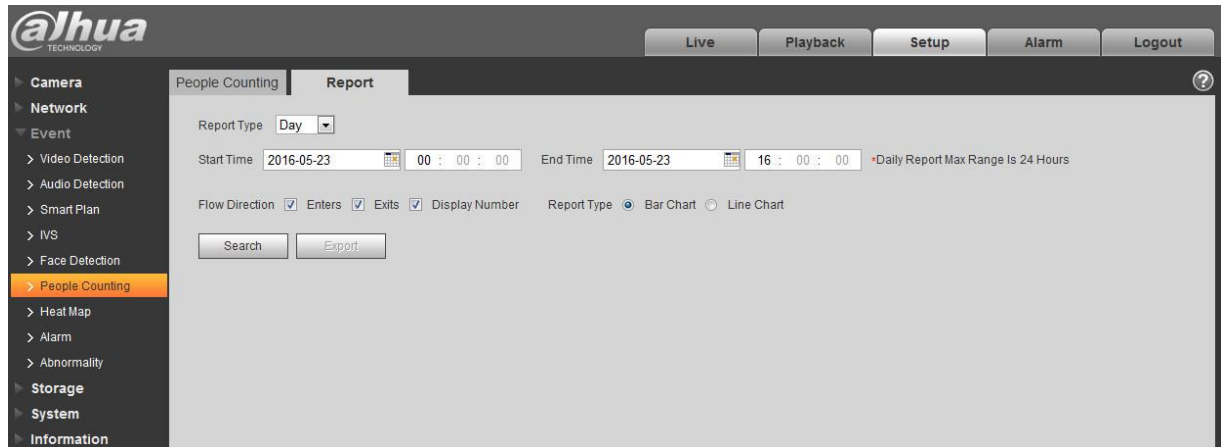 alhua
TECHNOLOGY
Live Playback Setup Alarm Logout
Camera
Network
Event
Video Detection
Audio Detection
Smart Plan
IVS
Face Detection
People Counting
Heat Map
Alarm
Abnormality
Storage
System
Information
People Counting Report ?
Report Type Day
Start Time 2016-05-23 00 : 00 : 00 End Time 2016-05-23 16 : 00 : 00 *Daily Report Max Range Is 24 Hours
Flow Direction Enters Exits Display Number Report Type Bar Chart Line Chart
Search Export